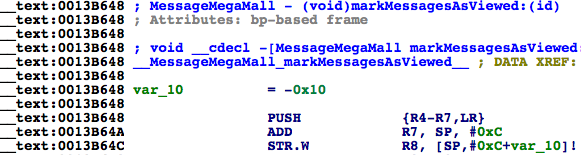 __text:0013B648 ; MessageMegaMall - (void)markMessagesAsViewed:(id)
__text:0013B648 ; Attributes: bp-based frame
__text:0013B648
__text:0013B648 ; void __cdecl -[MessageMegaMall markMessagesAsViewed:
__text:0013B648 __MessageMegaMall_markMessagesAsViewed__ ; DATA XREF:
__text:0013B648
__text:0013B648 var_10 = -0x10
__text:0013B648
__text:0013B648 PUSH {R4-R7,LR}
__text:0013B64A ADD R7, SP, #0xC
__text:0013B64C STR.W R8, [SP,#0xC+var_10]!